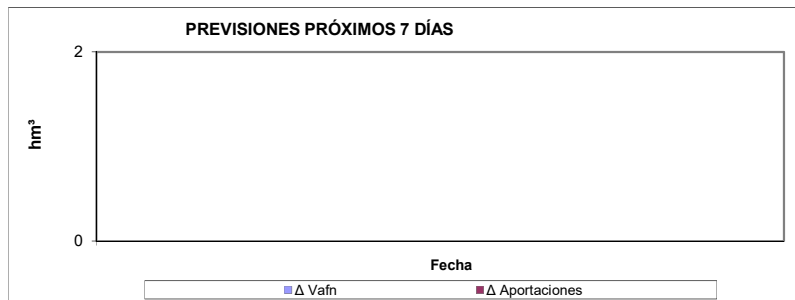 PREVISIONES PRÓXIMOS 7 DÍAS
2
hm³
0
Fecha
Δ Vafn Δ Aportaciones